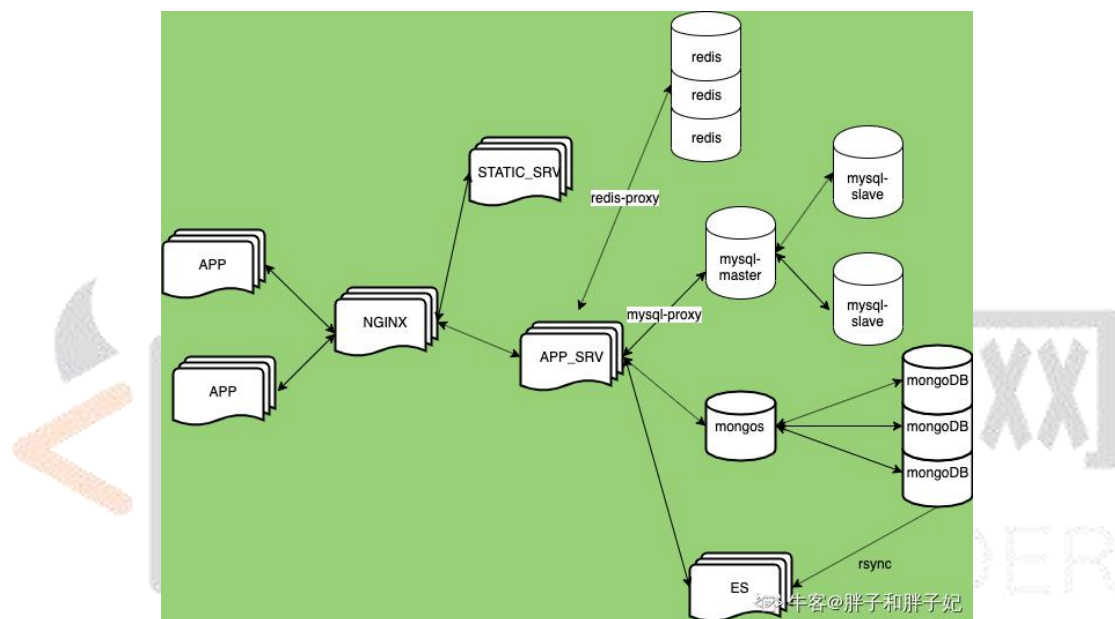 redis
redis
redis
STATIC_SRV
redis-proxy
mysql-
slave
APP
mysql-
master
NGINX
mysql-proxy
mysql-
slave
APP_SRV
APP
mongoDB
mongos
mongoDB
mongoDB
rsync
ES
牛客@胖子和胖子妃